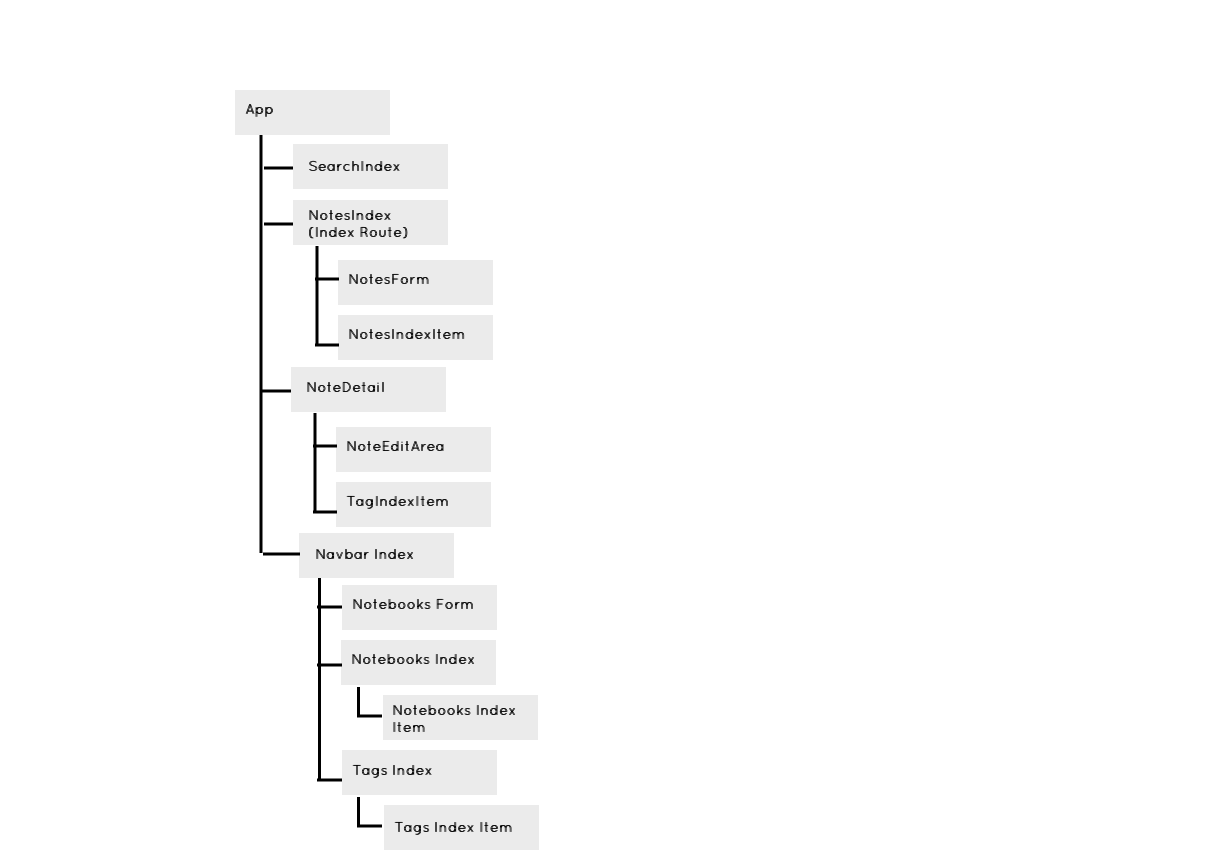 App
SearchIndex
NotesIndex
(Index Route)
NotesForm
NotesIndexItem
NoteDetail
NoteEditArea
TagIndexItem
Navbar Index
Notebooks Form
Notebooks Index
Notebooks Index
Item
Tags Index
Tags Index Item